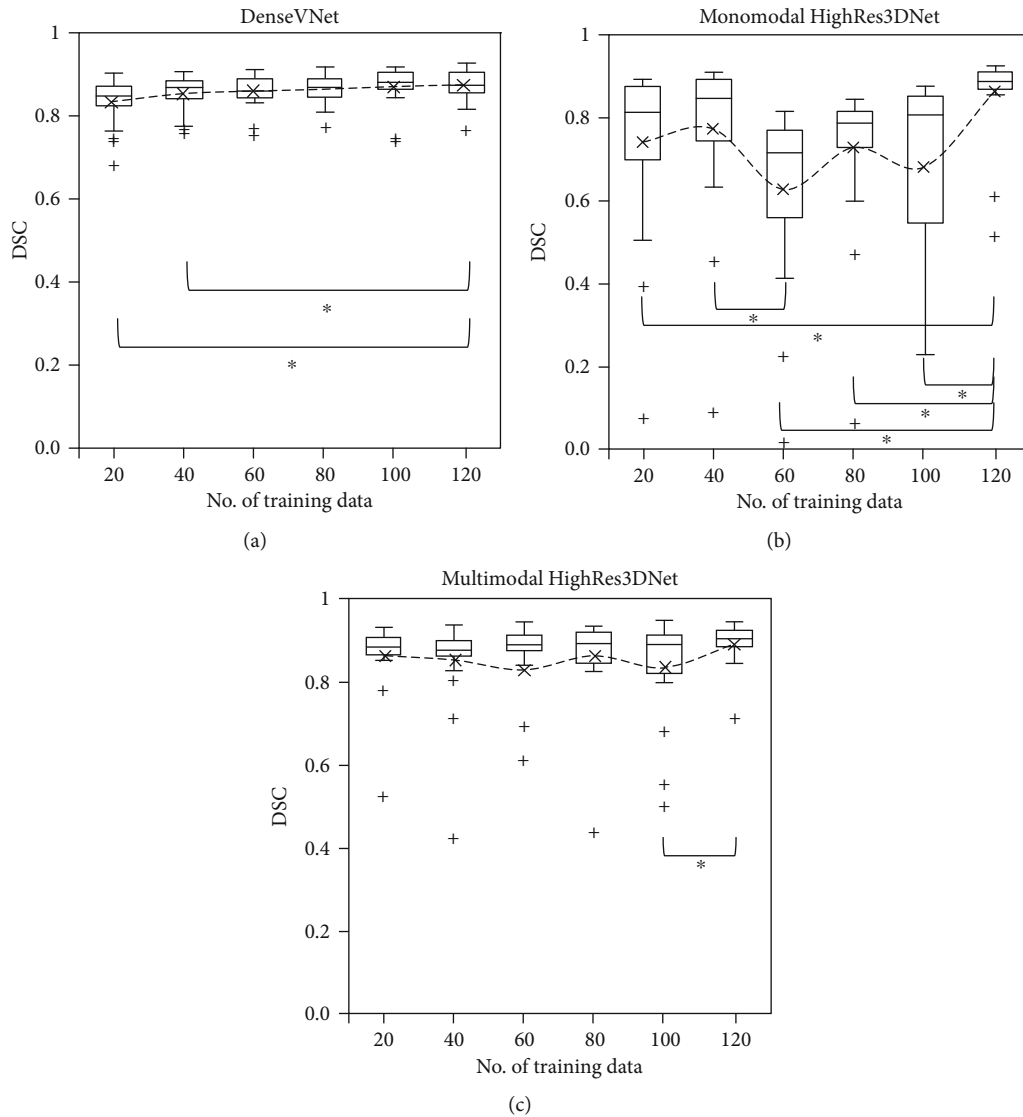 DenseVNet
1
0.8
0.6
0.4
0.2
0.0
DSC
*
*
20 40 60 80 100 120
No. of training data
(a)
Monomodal HighRes3DNet
1
0.8
0.6
0.4
0.2
0.0
DSC
*
*
*
*
*
20 40 60 80 100 120
No. of training data
(b)
Multimodal HighRes3DNet
1
0.8
0.6
0.4
0.2
0.0
DSC
*
20 40 60 80 100 120
No. of training data
(c)